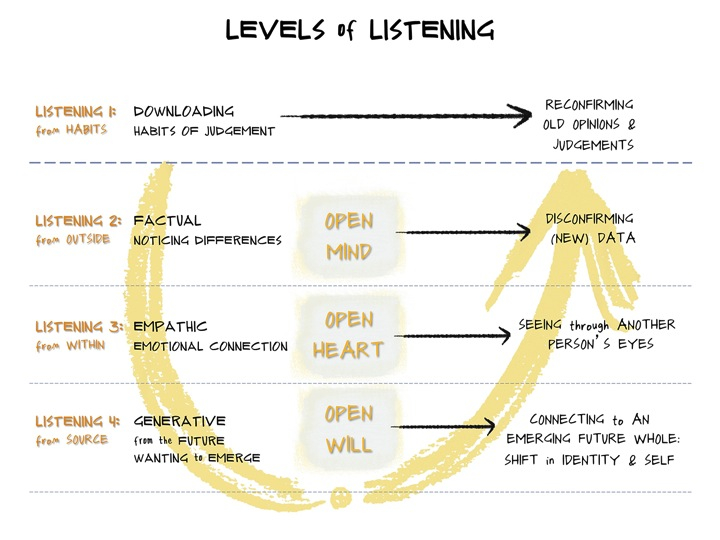 LEVELS of LISTENING
LISTENING 1:
from HABITS
DOWNLOADING
HABITS OF JUDGEMENT
RECONFIRMING
OLD OPINIONS &
JUDGEMENTS
LISTENING 2:
from OUTSIDE
FACTUAL
NOTICING DIFFERENCES
OPEN
MIND
DISCONFIRMING
(NEW) DATA
LISTENING 3:
from WITHIN
EMPATHIC
EMOTIONAL CONNECTION
OPEN
HEART
SEEING through ANOTHER
PERSON'S EYES
LISTENING 4:
from SOURCE
GENERATIVE
from the FUTURE
WANTING to EMERGE
OPEN
WILL
CONNECTING to AN
EMERGING FUTURE WHOLE:
SHIFT in IDENTITY & SELF